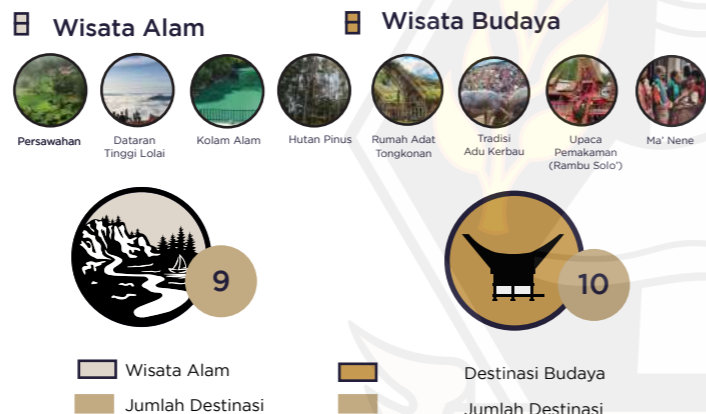 Wisata Alam
Wisata Budaya
Persawahan
Dataran
Tinggi Lolai
Kolam Alam
Hutan Pinus
Rumah Adat
Tongkonan
Tradisi
Adu Kerbau
Upaca
Pemakaman
(Rambu Solo')
Ma' Nene
9
10
Wisata Alam
Jumlah Destinasi
Destinasi Budaya
Jumlah Destinasi